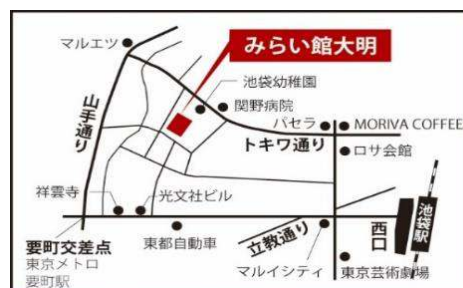 マルエツ
みらい館大明
池袋幼稚園
関野病院
山手通り
パセラ
MORIVA COFFEE
トキワ通り
ロサ会館
祥雲寺
光文社ビル
西口
池袋駅
要町交差点
東京メトロ
要町駅
東都自動車
立教通り
マルイシティ
東京芸術劇場